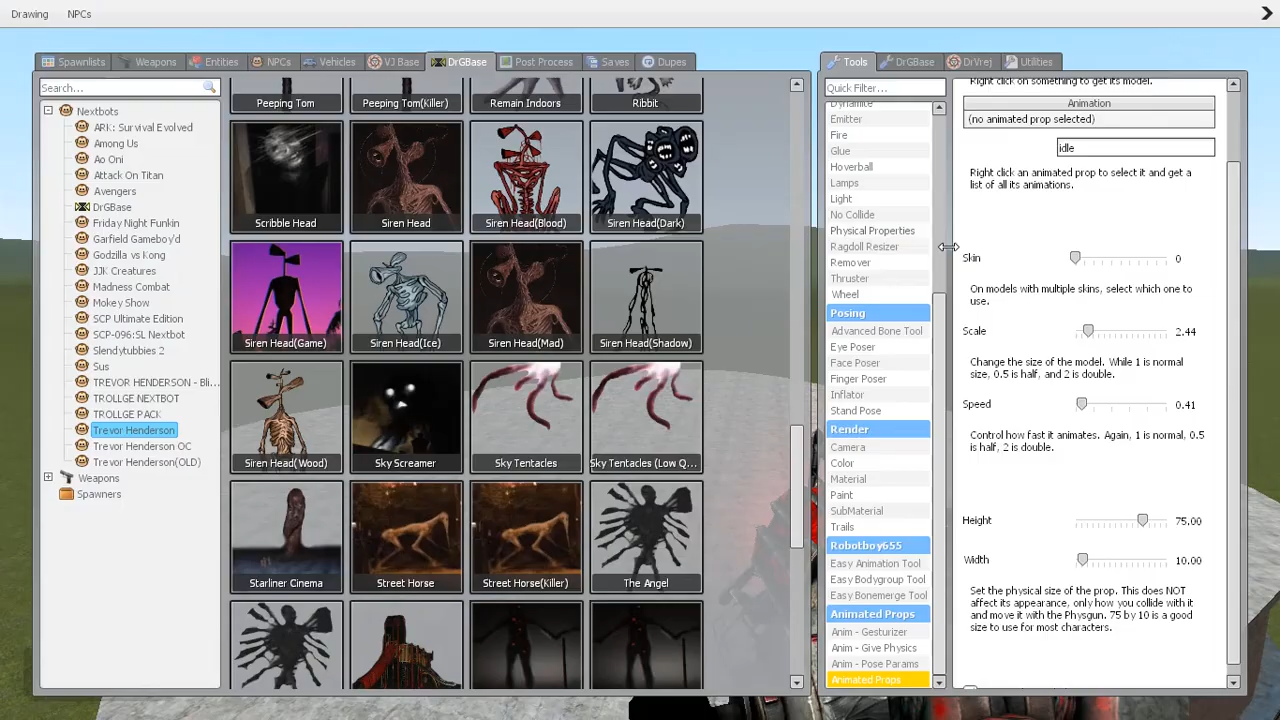 Drawing NPCs
Spawnlists Weapons Entities NPCs Vehicles VJ Base DrGBase Post Process Saves Dupes
Search...
Nextbots
ARK: Survival Evolved
Among Us
Ao Oni
Attack On Titan
Avengers
DrGBase
Friday Night Funkin
Garfield Gameboy'd
Godzilla vs Kong
JJK Creatures
Madness Combat
Mokey Show
SCP Ultimate Edition
SCP-096:SL Nextbot
Slendytubbies 2
Sus
TREVOR HENDERSON - Bli...
TROLLGE NEXTBOT
TROLLGE PACK
Trevor Henderson
Trevor Henderson OC
Trevor Henderson(OLD)
Weapons
Spawners
Peeping Tom Peeping Tom(Killer) Remain Indoors Ribbit
Scribble Head Siren Head Siren Head(Blood) Siren Head(Dark)
Siren Head(Game) Siren Head(Ice) Siren Head(Mad) Siren Head(Shadow)
Siren Head(Wood) Sky Screamer Sky Tentacles Sky Tentacles (Low Q...
Starliner Cinema Street Horse Street Horse(Killer) The Angel
Tools DrGBase DrVrej Utilities
Quick Filter...
Dynamite
Emitter
Fire
Glue
Hoverball
Lamps
Light
No Collide
Physical Properties
Ragdoll Resizer
Remover
Thruster
Wheel
Posing
Advanced Bone Tool
Eye Poser
Face Poser
Finger Poser
Inflator
Stand Pose
Render
Camera
Color
Material
Paint
SubMaterial
Trails
Robotboy655
Easy Animation Tool
Easy Bodygroup Tool
Easy Bonemerge Tool
Animated Props
Anim - Gesturizer
Anim - Give Physics
Anim - Pose Params
Animated Props
Right click on something to get its model.
Animation
(no animated prop selected)
idle
Right click an animated prop to select it and get a
list of all its animations.
Skin 0
On models with multiple skins, select which one to
use.
Scale 2.44
Change the size of the model. While 1 is normal
size, 0.5 is half, and 2 is double.
Speed 0.41
Control how fast it animates. Again, 1 is normal, 0.5
is half, 2 is double.
Height 75.00
Width 10.00
Set the physical size of the prop. This does NOT
affect its appearance, only how you collide with it
and move it with the Physgun. 75 by 10 is a good
size to use for most characters.